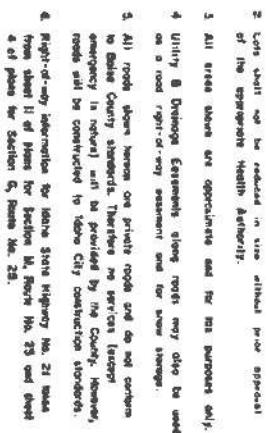 2. Lots shall not be reduced in size without prior approval
of the appropriate Health Authority.
3. All areas shown are approximate and for tax purposes only.
4. Utility & Drainage Easements along roads may also be used
as a road right-of-way easement and for snow storage.
5. All roads shown hereon are private roads and do not conform
to Boise County standards. Therefore no services (except
emergency in nature) will be provided by the County. However,
roads will be constructed to Idaho City construction standards.
6. Right-of-way information for Idaho State Highway No. 21 taken
from sheet 11 of plans for Section M, Route No. 25 and sheet
4 of plans for Section G, Route No. 25.